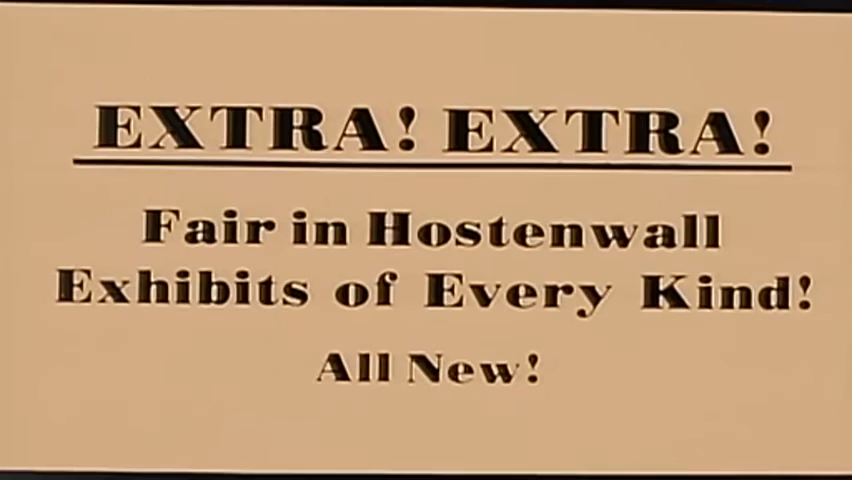 EXTRA! EXTRA!
Fair in Hostenwall
Exhibits of Every Kind!
All New!